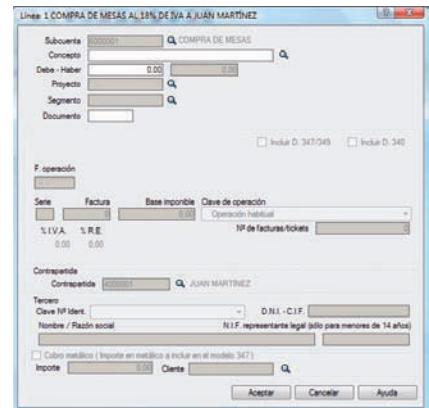 Línea: 1 COMPRA DE MESAS AL 18% DE IVA A JUAN MARTÍNEZ
Subcuenta 6000001 COMPRA DE MESAS
Concepto
Debe - Haber 0.00 0.00
Proyecto
Segmento
Documento
Incluir D. 347/349 Incluir D. 340
F. operación
- -
Serie Factura Base imponible Clave de operación
0 0.00 Operación habitual
% I.V.A. % R.E. Nº de facturas/tickets 0
0.00 0.00
Contrapartida
Contrapartida 4000001 JUAN MARTINEZ
Tercero
Clave Nº Ident. D.N.I. - C.I.F.
Nombre / Razón social N.I.F. representante legal (sólo para menores de 14 años)
Cobro metálico ( Importe en metálico a incluir en el modelo 347 )
Importe 0.00 Cliente
Aceptar Cancelar Ayuda